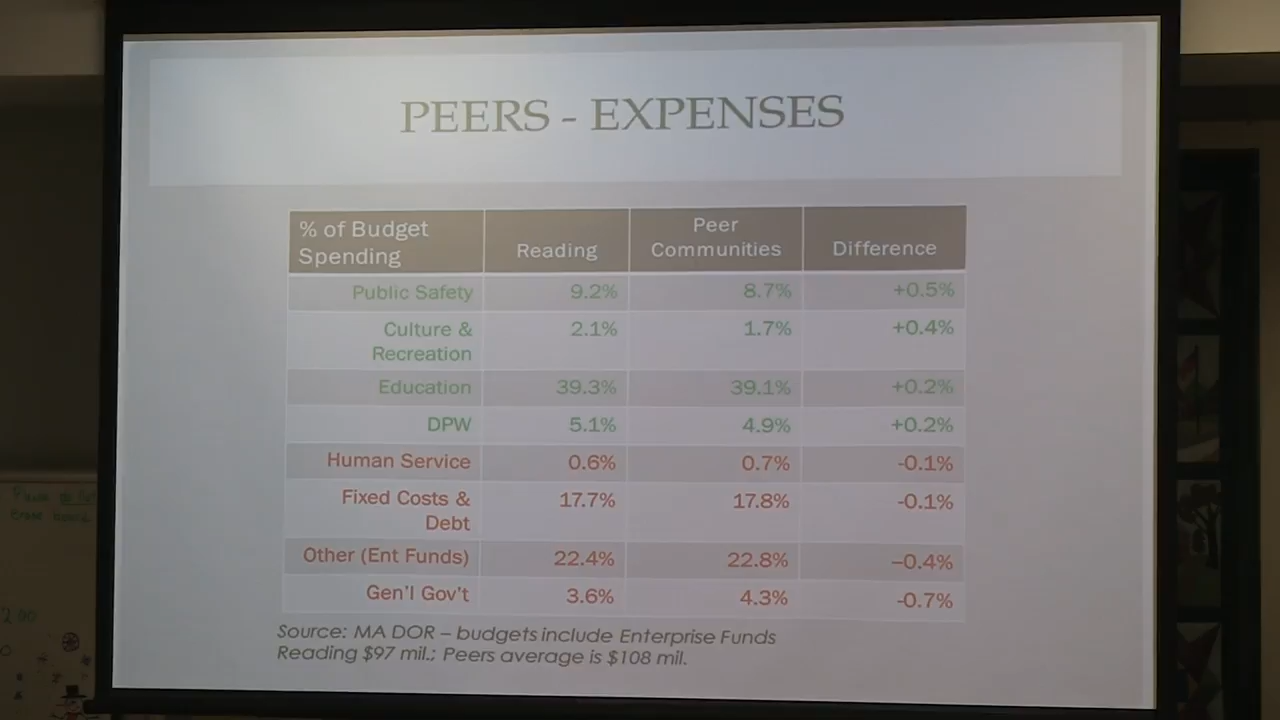 PEERS - EXPENSES
% of Budget Spending Reading Peer Communities Difference
Public Safety 9.2% 8.7% +0.5%
Culture & Recreation 2.1% 1.7% +0.4%
Education 39.3% 39.1% +0.2%
DPW 5.1% 4.9% +0.2%
Human Service 0.6% 0.7% -0.1%
Fixed Costs & Debt 17.7% 17.8% -0.1%
Other (Ent Funds) 22.4% 22.8% –0.4%
Gen'l Gov't 3.6% 4.3% -0.7%
Source: MA DOR – budgets include Enterprise Funds
Reading $97 mil.; Peers average is $108 mil.
Please
erase